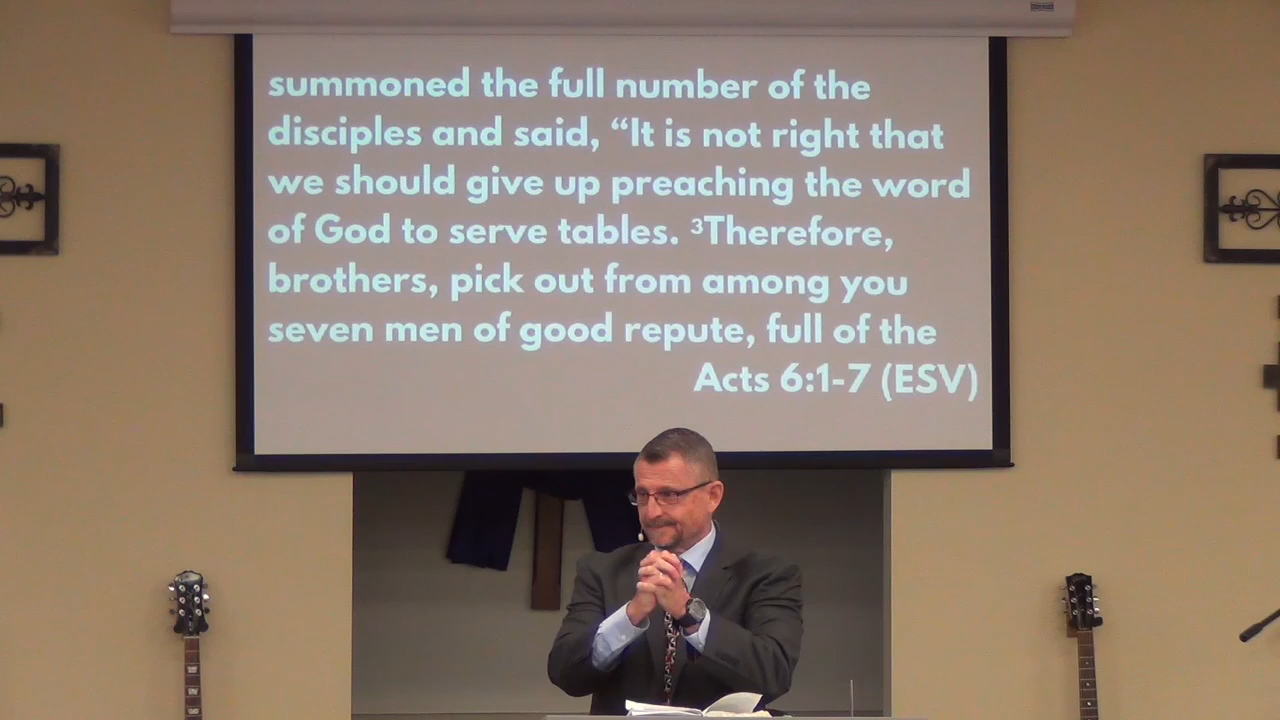 summoned the full number of the
disciples and said, “It is not right that
we should give up preaching the word
of God to serve tables. ³Therefore,
brothers, pick out from among you
seven men of good repute, full of the
Acts 6:1-7 (ESV)